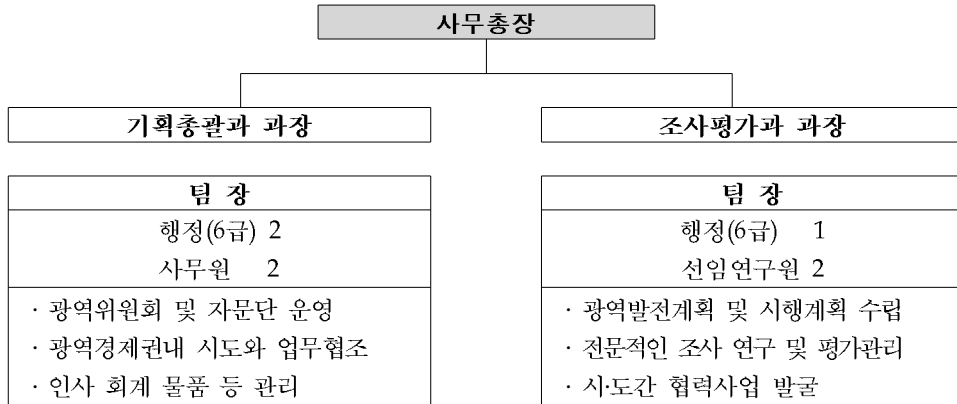 사무총장
기획총괄과 과장
조사평가과 과장
팀 장
행정(6급) 2
사무원 2
· 광역위원회 및 자문단 운영
· 광역경제권내 시도와 업무협조
· 인사 회계 물품 등 관리
팀 장
행정(6급) 1
선임연구원 2
· 광역발전계획 및 시행계획 수립
· 전문적인 조사 연구 및 평가관리
· 시·도간 협력사업 발굴